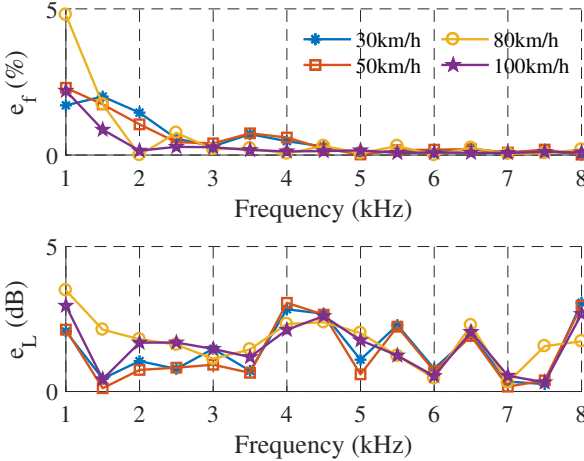 5
30km/h
80km/h
50km/h
100km/h
e_f (%)
0
1 2 3 4 5 6 7 8
Frequency (kHz)
5
e_L (dB)
0
1 2 3 4 5 6 7 8
Frequency (kHz)